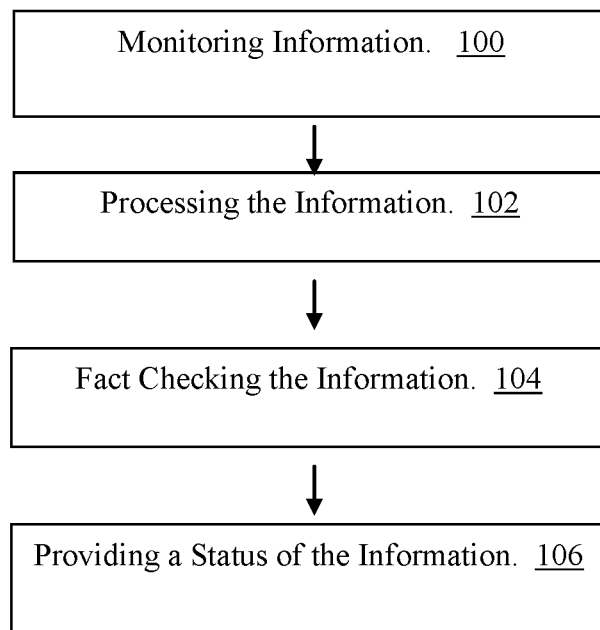 Monitoring Information. 100
Processing the Information. 102
Fact Checking the Information. 104
Providing a Status of the Information. 106